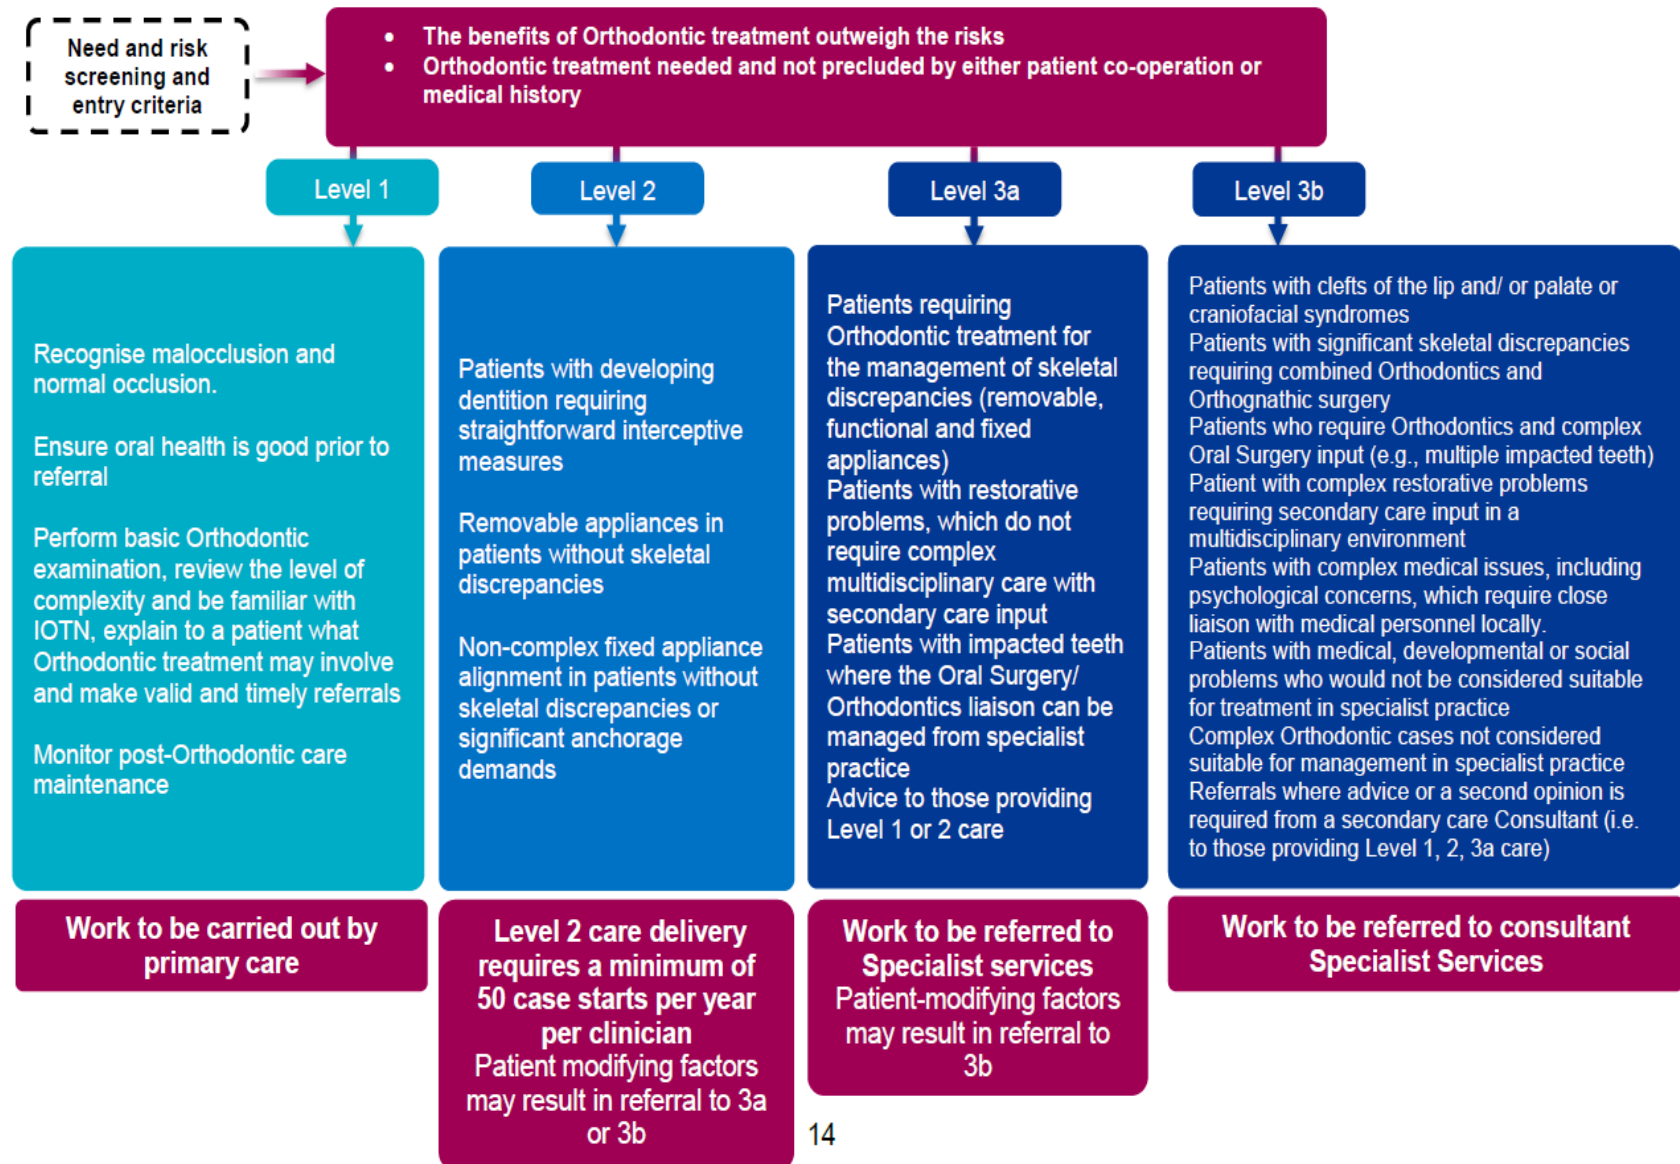 Need and risk
screening and
entry criteria
• The benefits of Orthodontic treatment outweigh the risks
• Orthodontic treatment needed and not precluded by either patient co-operation or
medical history
Level 1
Level 2
Level 3a
Level 3b
Recognise malocclusion and
normal occlusion.
Ensure oral health is good prior to
referral
Perform basic Orthodontic
examination, review the level of
complexity and be familiar with
IOTN, explain to a patient what
Orthodontic treatment may involve
and make valid and timely referrals
Monitor post-Orthodontic care
maintenance
Patients with developing
dentition requiring
straightforward interceptive
measures
Removable appliances in
patients without skeletal
discrepancies
Non-complex fixed appliance
alignment in patients without
skeletal discrepancies or
significant anchorage
demands
Patients requiring
Orthodontic treatment for
the management of skeletal
discrepancies (removable,
functional and fixed
appliances)
Patients with restorative
problems, which do not
require complex
multidisciplinary care with
secondary care input
Patients with impacted teeth
where the Oral Surgery/
Orthodontics liaison can be
managed from specialist
practice
Advice to those providing
Level 1 or 2 care
Patients with clefts of the lip and/ or palate or
craniofacial syndromes
Patients with significant skeletal discrepancies
requiring combined Orthodontics and
Orthognathic surgery
Patients who require Orthodontics and complex
Oral Surgery input (e.g., multiple impacted teeth)
Patient with complex restorative problems
requiring secondary care input in a
multidisciplinary environment
Patients with complex medical issues, including
psychological concerns, which require close
liaison with medical personnel locally.
Patients with medical, developmental or social
problems who would not be considered suitable
for treatment in specialist practice
Complex Orthodontic cases not considered
suitable for management in specialist practice
Referrals where advice or a second opinion is
required from a secondary care Consultant (i.e.
to those providing Level 1, 2, 3a care)
Work to be carried out by
primary care
Level 2 care delivery
requires a minimum of
50 case starts per year
per clinician
Patient modifying factors
may result in referral to 3a
or 3b
Work to be referred to
Specialist services
Patient-modifying factors
may result in referral to
3b
Work to be referred to consultant
Specialist Services
14